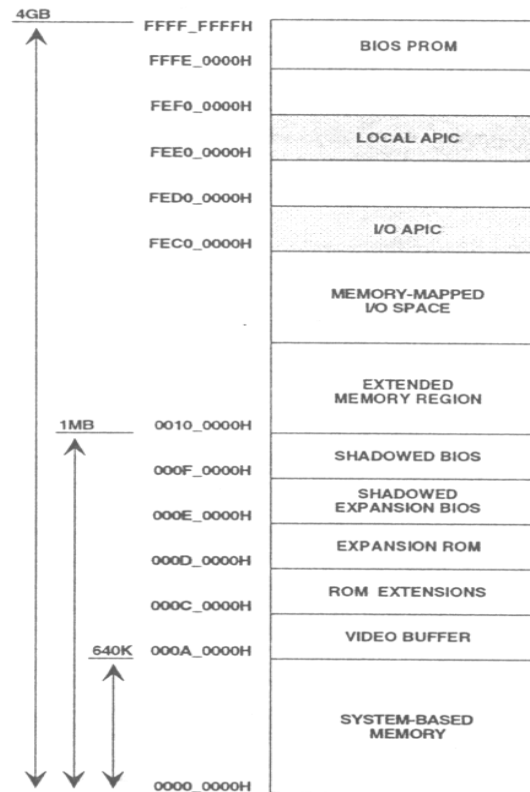 4GB
FFFF_FFFFH
BIOS PROM
FFFE_0000H
FEF0_0000H
LOCAL APIC
FEE0_0000H
FED0_0000H
I/O APIC
FEC0_0000H
MEMORY-MAPPED
I/O SPACE
EXTENDED
MEMORY REGION
1MB
0010_0000H
SHADOWED BIOS
000F_0000H
SHADOWED
EXPANSION BIOS
000E_0000H
EXPANSION ROM
000D_0000H
ROM EXTENSIONS
000C_0000H
VIDEO BUFFER
640K
000A_0000H
SYSTEM-BASED
MEMORY
0000_0000H